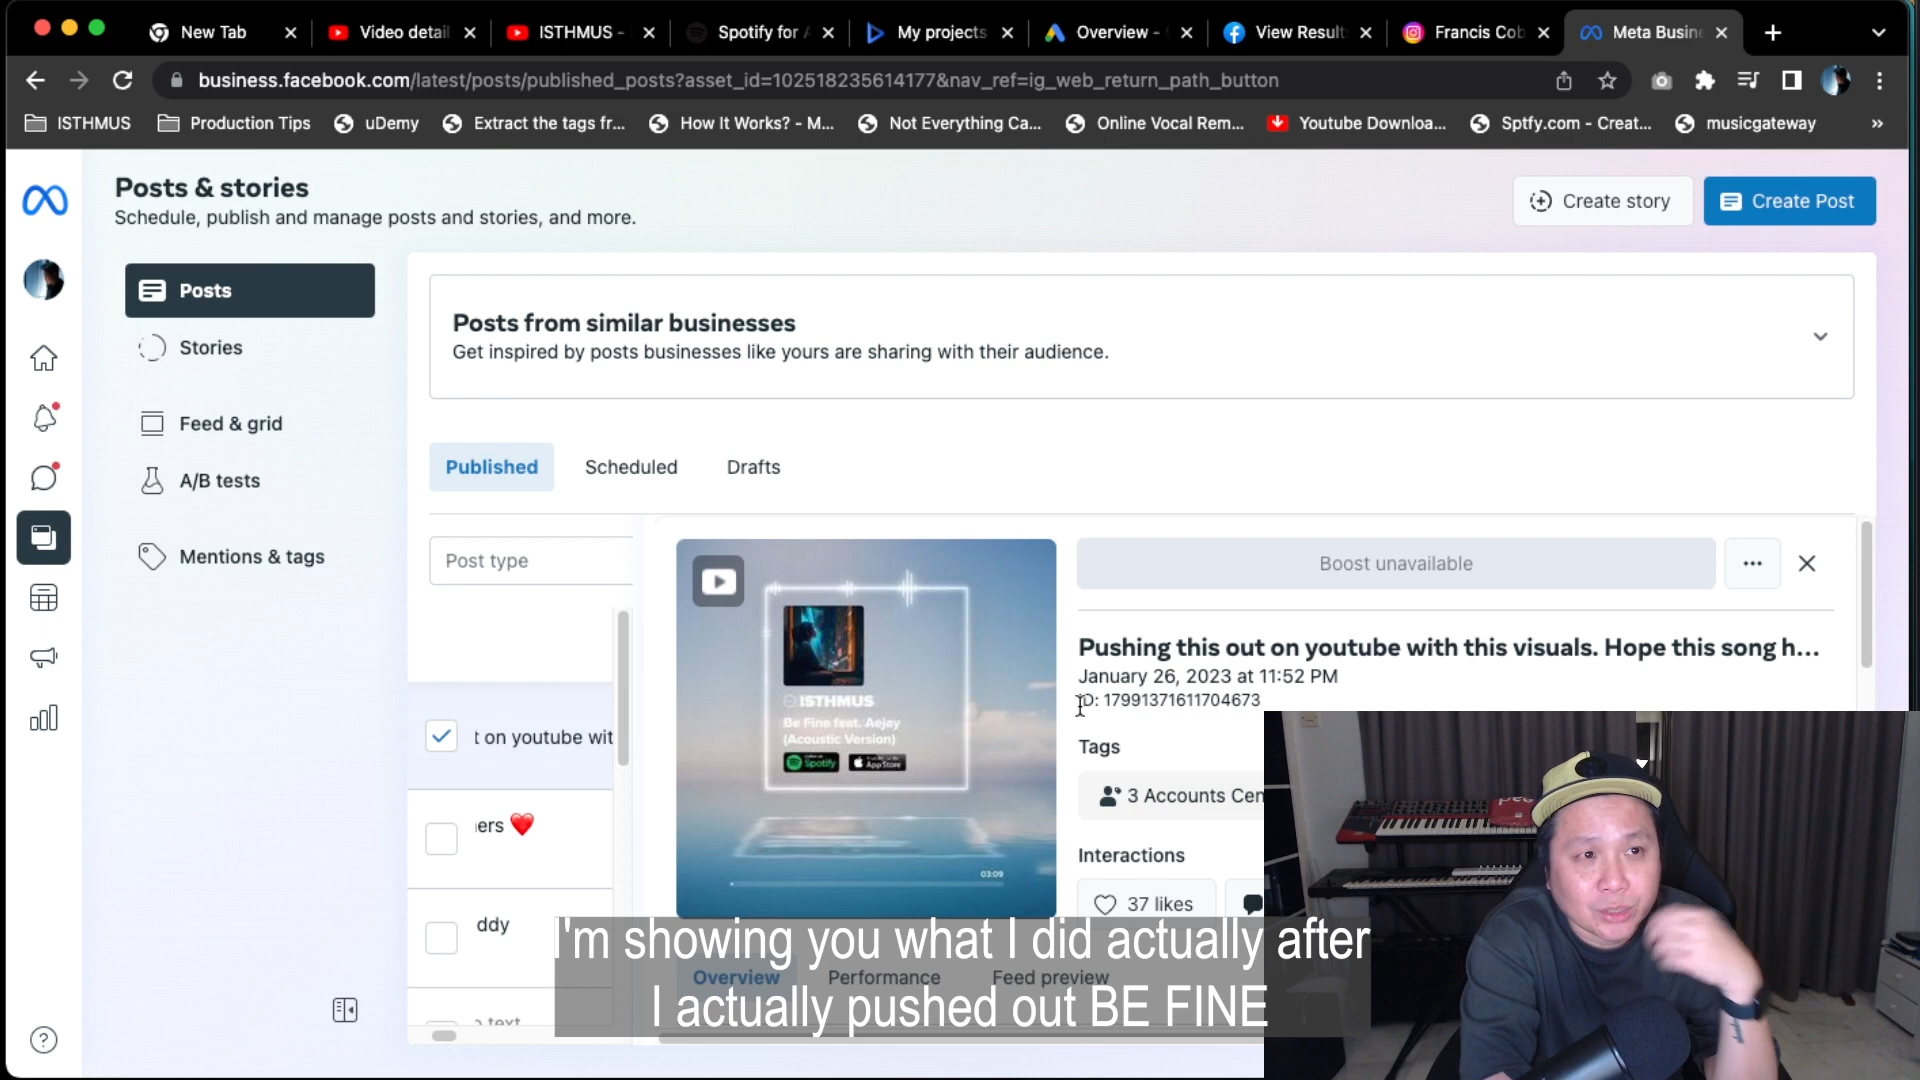 New Tab
Video detail
ISTHMUS -
Spotify for A
My projects
Overview -
View Result
Francis Cob
Meta Busin
business.facebook.com/latest/posts/published_posts?asset_id=102518235614177&nav_ref=ig_web_return_path_button
ISTHMUS
Production Tips
uDemy
Extract the tags fr...
How It Works? - M...
Not Everything Ca...
Online Vocal Rem...
Youtube Downloa...
Sptfy.com - Creat...
musicgateway
»
Posts & stories
Schedule, publish and manage posts and stories, and more.
Create story
Create Post
Posts
Stories
Feed & grid
A/B tests
Mentions & tags
Posts from similar businesses
Get inspired by posts businesses like yours are sharing with their audience.
Published
Scheduled
Drafts
Post type
Boost unavailable
Pushing this out on youtube with this visuals. Hope this song h...
January 26, 2023 at 11:52 PM
ID: 17991371611704673
Tags
3 Accounts Cen
Interactions
37 likes
t on youtube wit
ers
ddy
text
ISTHMUS
Be Fine feat. Aejay
(Acoustic Version)
Spotify
App Store
03:09
Overview
Performance
Feed preview
I'm showing you what I did actually after
I actually pushed out BE FINE